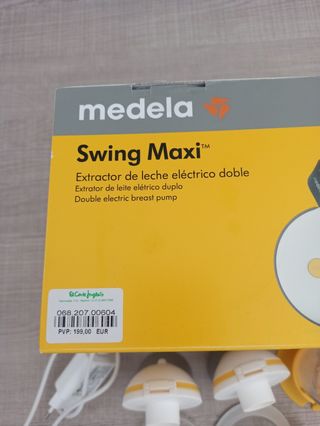 medela
Swing Maxi™
Extractor de leche eléctrico doble
Extrator de leite elétrico duplo
Double electric breast pump
El Corte Inglés
068 207 00604
PVP: 199,00 EUR